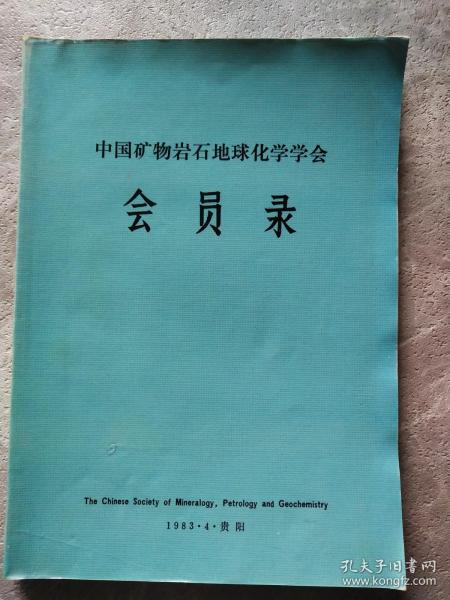 中国矿物岩石地球化学学会
会员录
The Chinese Society of Mineralogy, Petrology and Geochemistry
1983·4·贵阳
孔夫子旧书网
www.kongfz.com